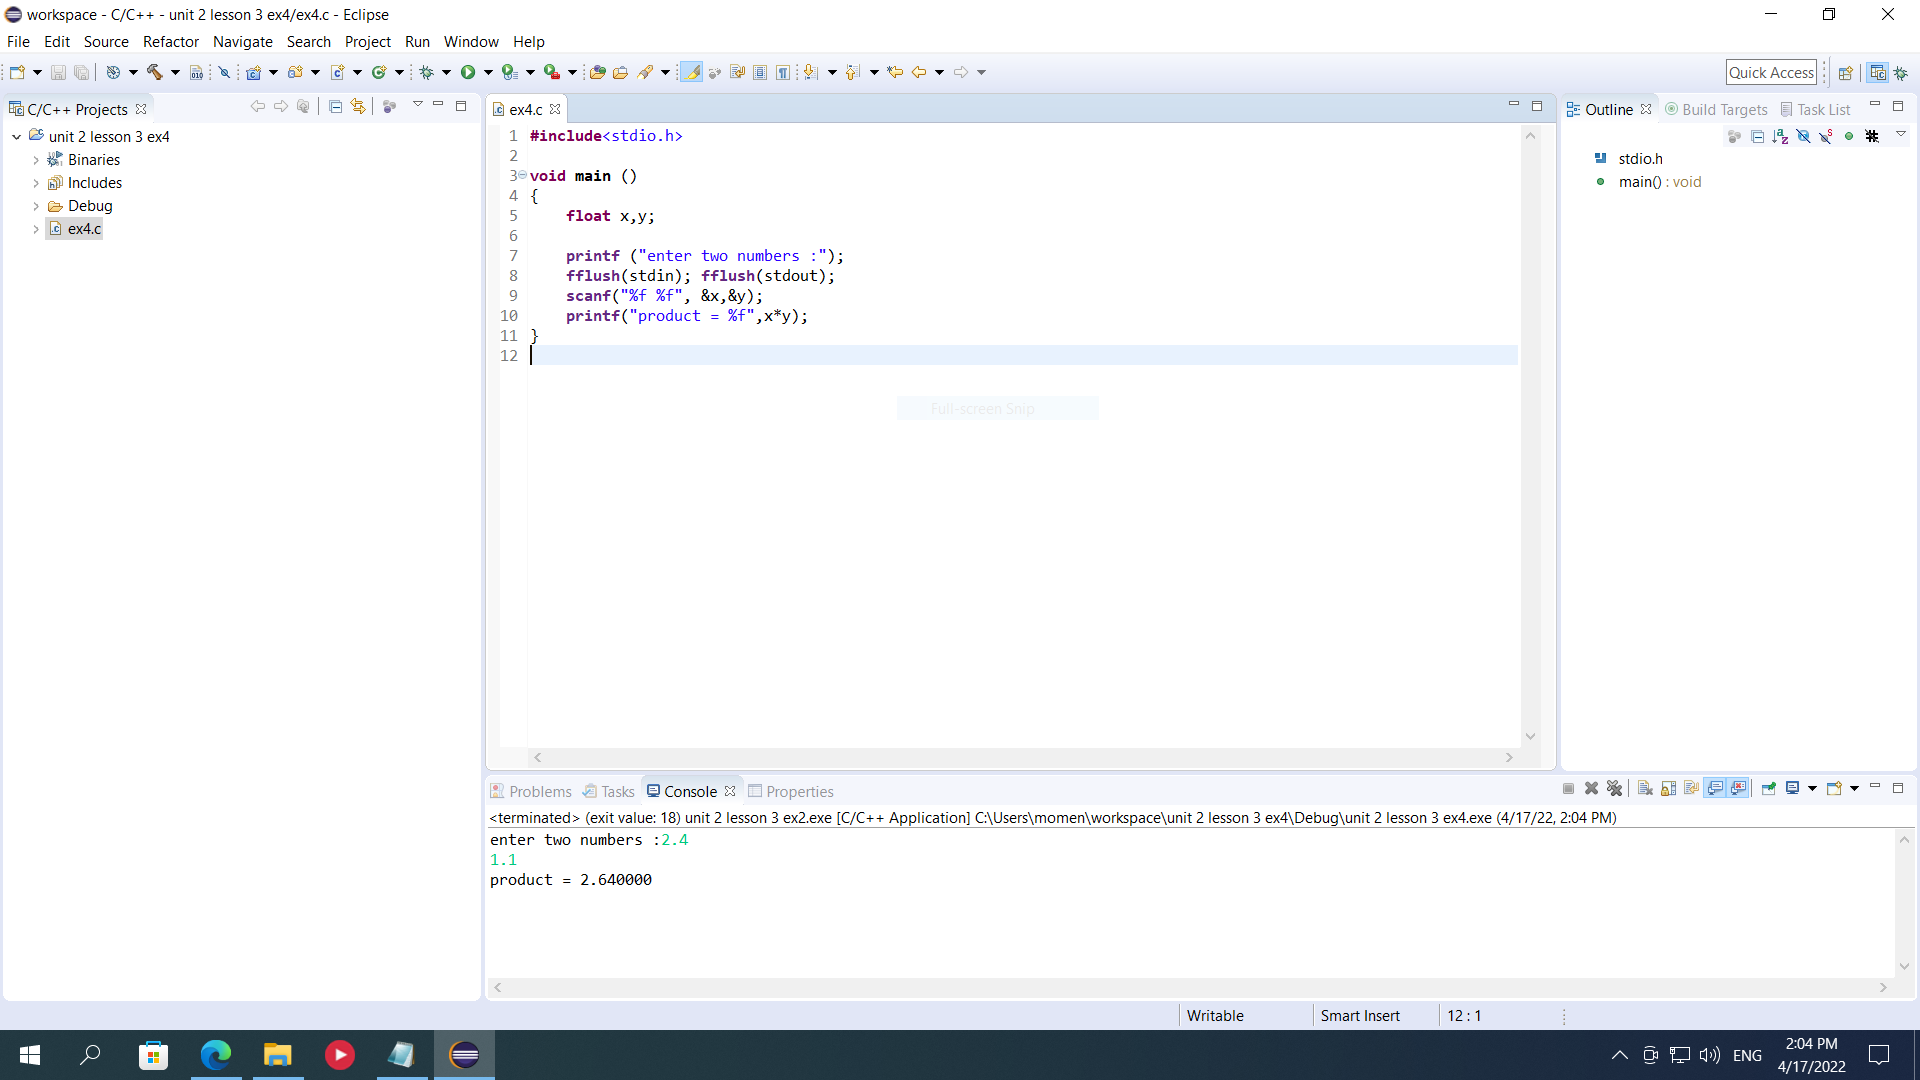 workspace - C/C++ - unit 2 lesson 3 ex4/ex4.c - Eclipse
File Edit Source Refactor Navigate Search Project Run Window Help
Quick Access
C/C++ Projects
unit 2 lesson 3 ex4
Binaries
Includes
Debug
ex4.c
ex4.c
1 #include<stdio.h>
2
3 void main ()
4 {
5 float x,y;
6
7 printf ("enter two numbers :");
8 fflush(stdin); fflush(stdout);
9 scanf("%f %f", &x,&y);
10 printf("product = %f",x*y);
11 }
12
Full-screen Snip
Outline Build Targets Task List
stdio.h
main() : void
Problems Tasks Console Properties
<terminated> (exit value: 18) unit 2 lesson 3 ex2.exe [C/C++ Application] C:\Users\momen\workspace\unit 2 lesson 3 ex4\Debug\unit 2 lesson 3 ex4.exe (4/17/22, 2:04 PM)
enter two numbers :2.4
1.1
product = 2.640000
Writable Smart Insert 12 : 1
ENG
2:04 PM
4/17/2022